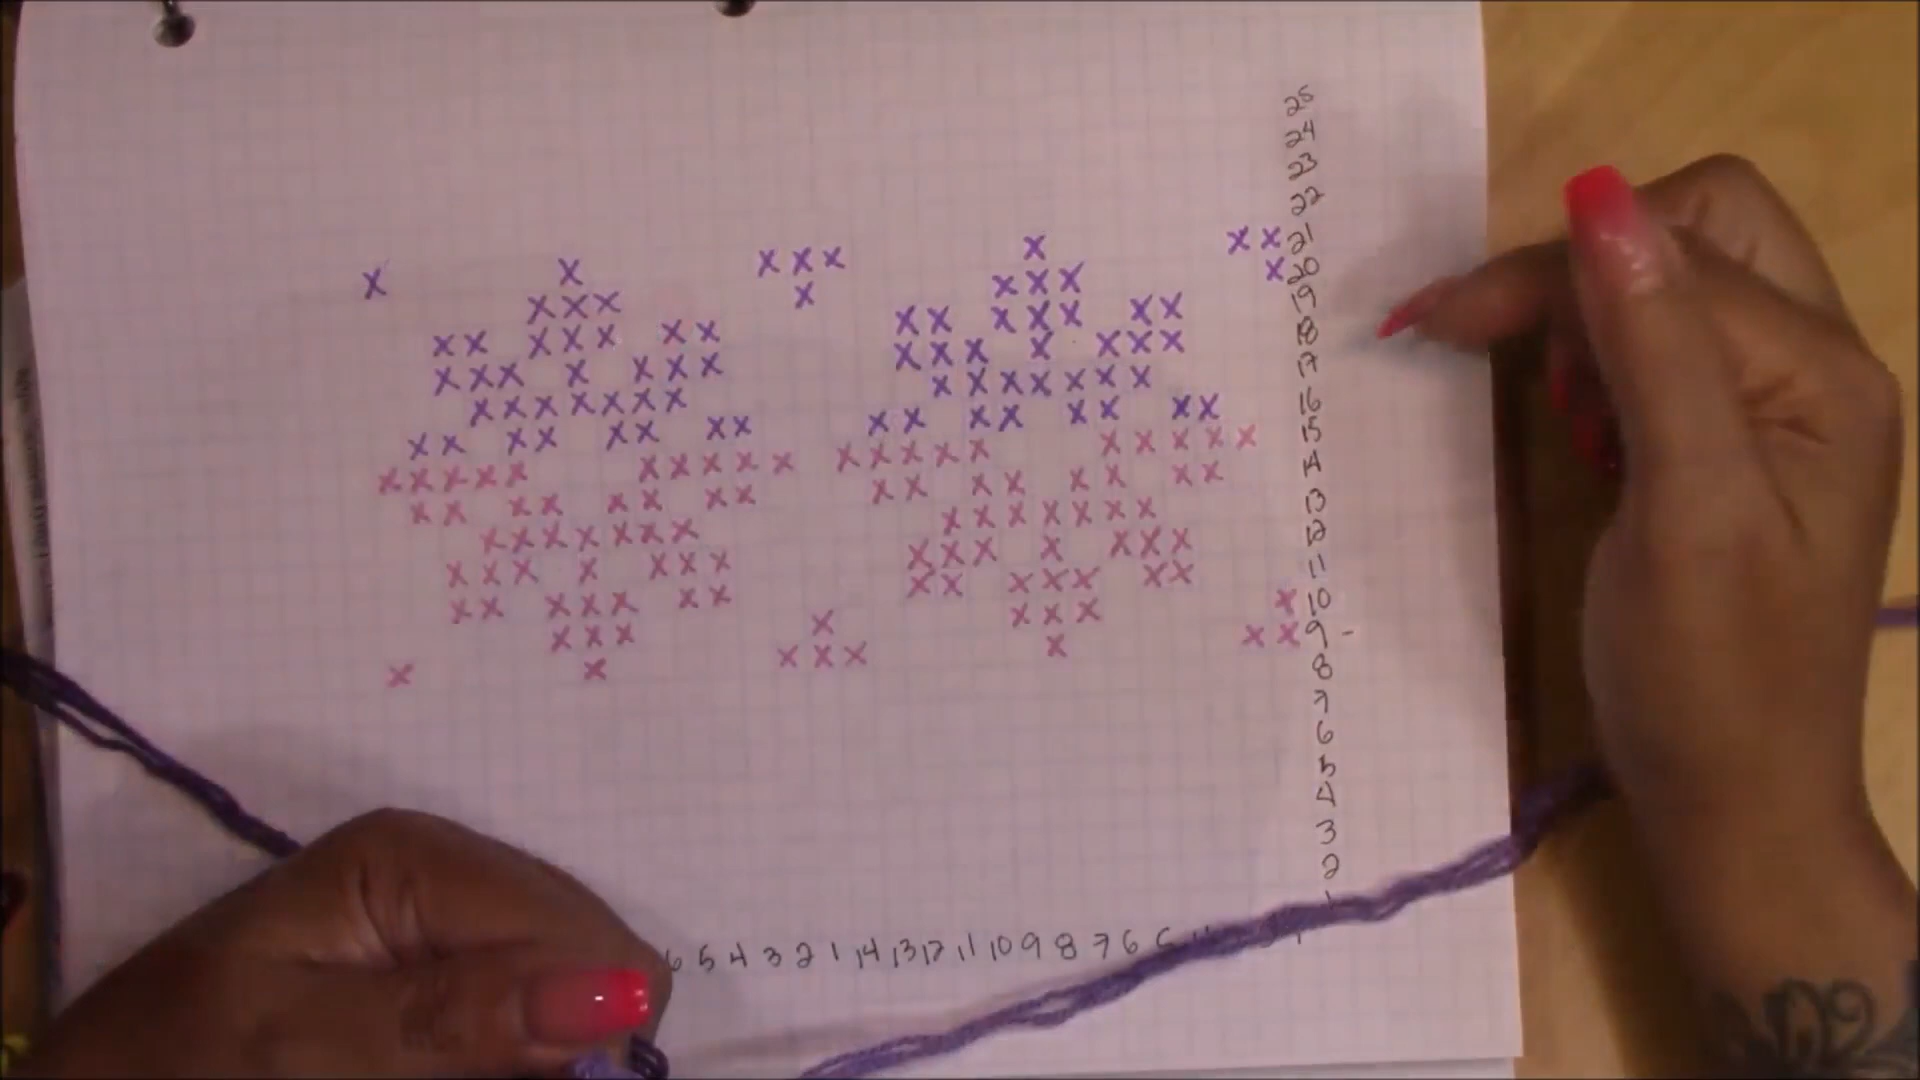 25
24
23
22
X X X X X X X X 21
X X X X X X 20
X X X X X X X X X X 19
X X X X X X X X X X X X X X 18
X X X X X X X X X X X X X X 17
X X X X X X X X X X X X X X 16
X X X X X X X X X X X X X X X X 15
X X X X X X X X X X X X X X X X X X X X 14
X X X X X X X X X X X X X X X X 13
X X X X X X X X X X X X X X 12
X X X X X X X X X X X X X X 11
X X X X X X X X X X X X X X X X 10
X X X X X X X X X X X X 9
X X X 8
7
6
5
4
3
2
1
6 5 4 3 2 1 14 13 12 11 10 9 8 7 6